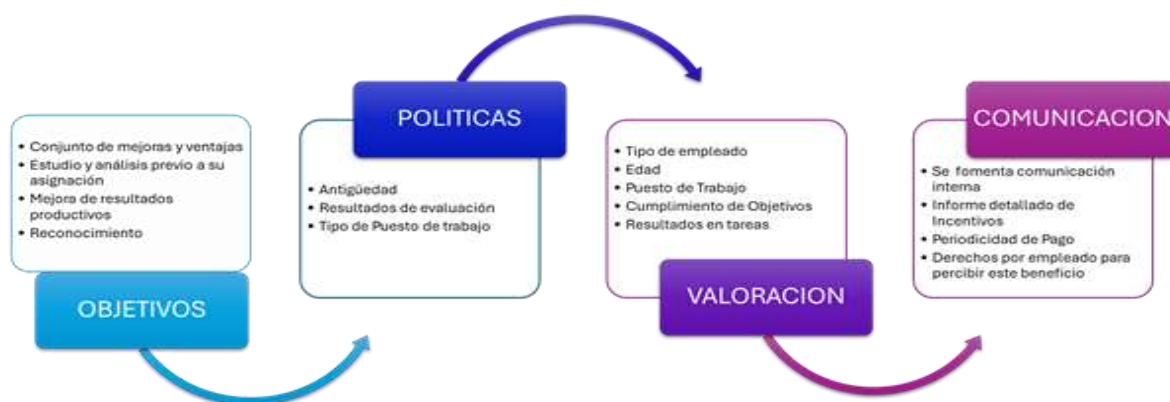 • Conjunto de mejoras y ventajas
• Estudio y análisis previo a su
asignación
• Mejora de resultados
productivos
• Reconocimiento
OBJETIVOS
POLITICAS
• Antigüedad
• Resultados de evaluación
• Tipo de Puesto de trabajo
• Tipo de empleado
• Edad
• Puesto de Trabajo
• Cumplimiento de Objetivos
• Resultados en tareas
VALORACION
COMUNICACION
• Se fomenta comunicación
interna
• Informe detallado de
Incentivos
• Periodicidad de Pago
• Derechos por empleado para
percibir este beneficio